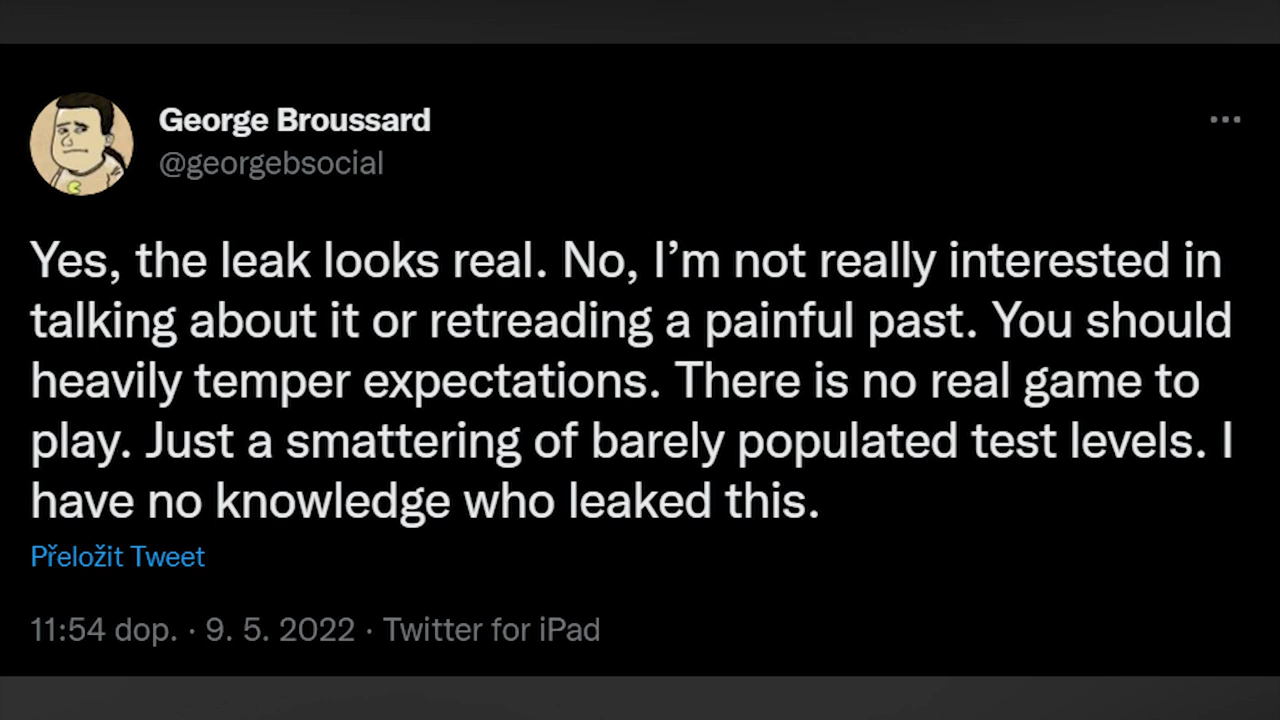 George Broussard
@georgebsocial
Yes, the leak looks real. No, I’m not really interested in
talking about it or retreading a painful past. You should
heavily temper expectations. There is no real game to
play. Just a smattering of barely populated test levels. I
have no knowledge who leaked this.
Přeložit Tweet
11:54 dop. · 9. 5. 2022 · Twitter for iPad